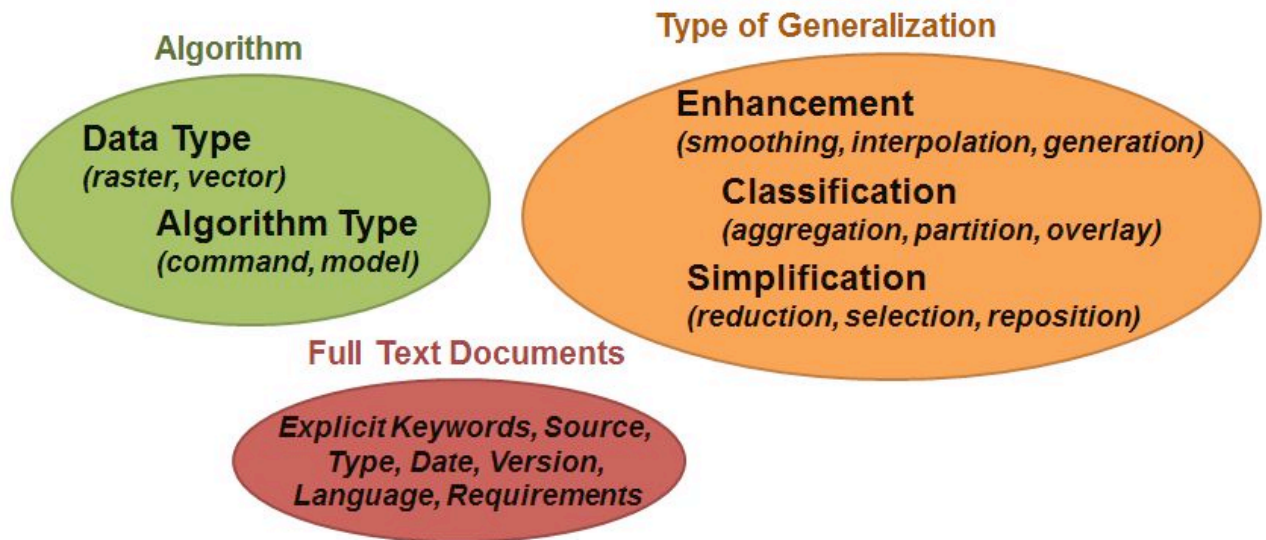 Algorithm
Data Type
(raster, vector)
Algorithm Type
(command, model)
Type of Generalization
Enhancement
(smoothing, interpolation, generation)
Classification
(aggregation, partition, overlay)
Simplification
(reduction, selection, reposition)
Full Text Documents
Explicit Keywords, Source,
Type, Date, Version,
Language, Requirements